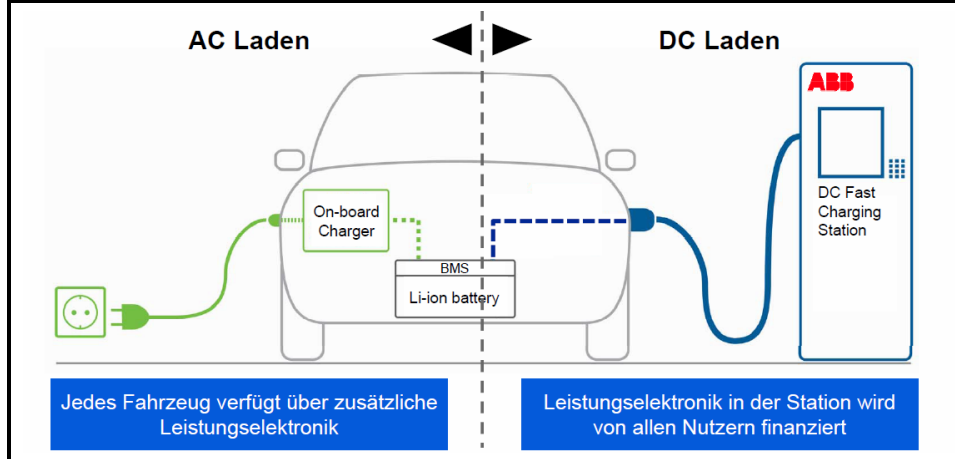 AC Laden
DC Laden
ABB
DC Fast
Charging
Station
On-board
Charger
BMS
Li-ion battery
Jedes Fahrzeug verfügt über zusätzliche
Leistungselektronik
Leistungselektronik in der Station wird
von allen Nutzern finanziert